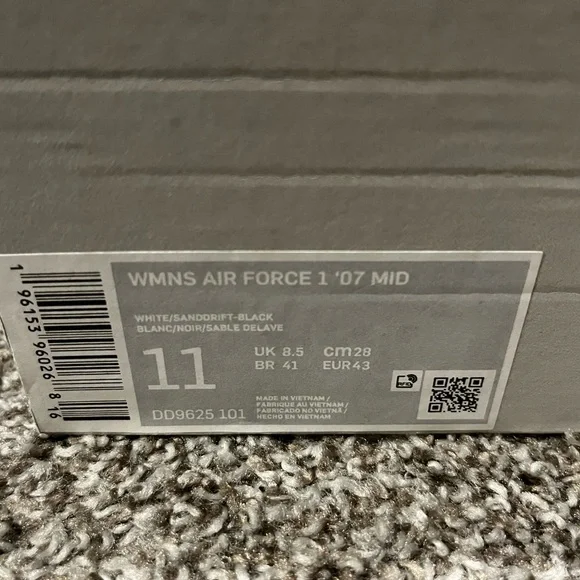 WMNS AIR FORCE 1 '07 MID
WHITE/SANDDRIFT-BLACK
BLANC/NOIR/SABLE DELAVE
11
UK 8.5 cm28
BR 41 EUR43
DD9625 101
MADE IN VIETNAM /
FABRIQUE AU VIETNAM /
FABRICADO NO VIETNÃ /
HECHO EN VIETNAM
1 96153 96026 8 16